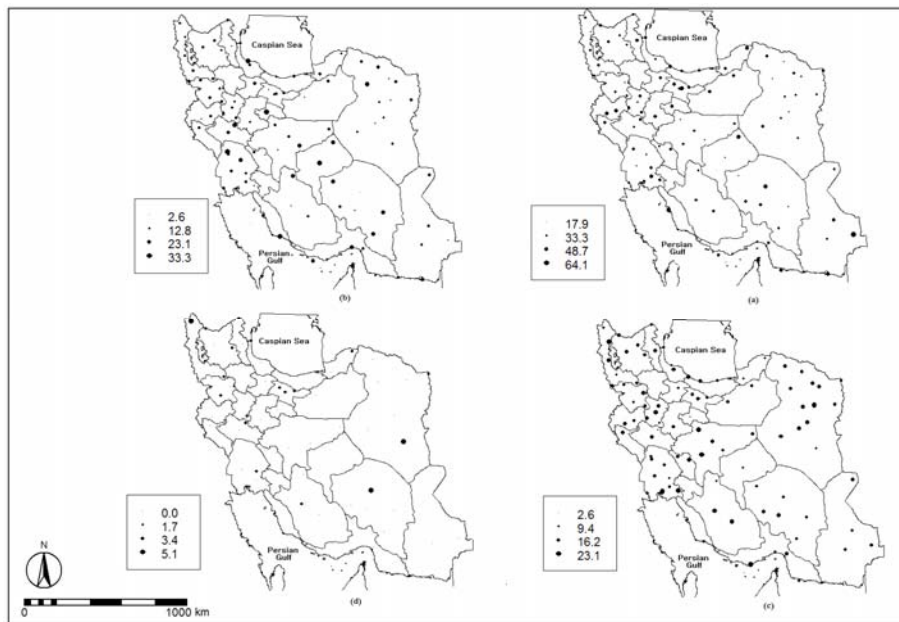 Caspian Sea
2.6
12.8
23.1
33.3
Persian
Gulf
(b)
Caspian Sea
17.9
33.3
48.7
64.1
Persian
Gulf
(a)
Caspian Sea
0.0
1.7
3.4
5.1
Persian
Gulf
(d)
Caspian Sea
2.6
9.4
16.2
23.1
Persian
Gulf
(c)
N
0 1000 km